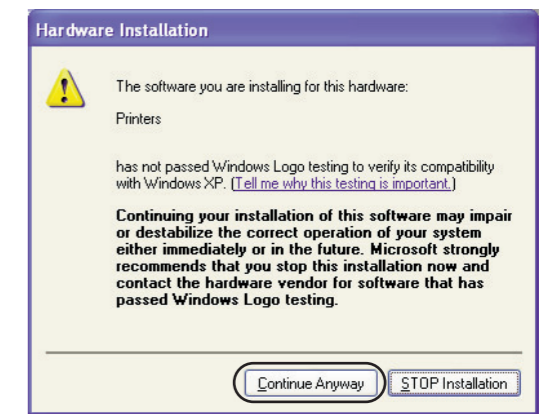 Hardware Installation
The software you are installing for this hardware:
Printers
has not passed Windows Logo testing to verify its compatibility
with Windows XP. (Tell me why this testing is important.)
Continuing your installation of this software may impair
or destabilize the correct operation of your system
either immediately or in the future. Microsoft strongly
recommends that you stop this installation now and
contact the hardware vendor for software that has
passed Windows Logo testing.
Continue Anyway
STOP Installation